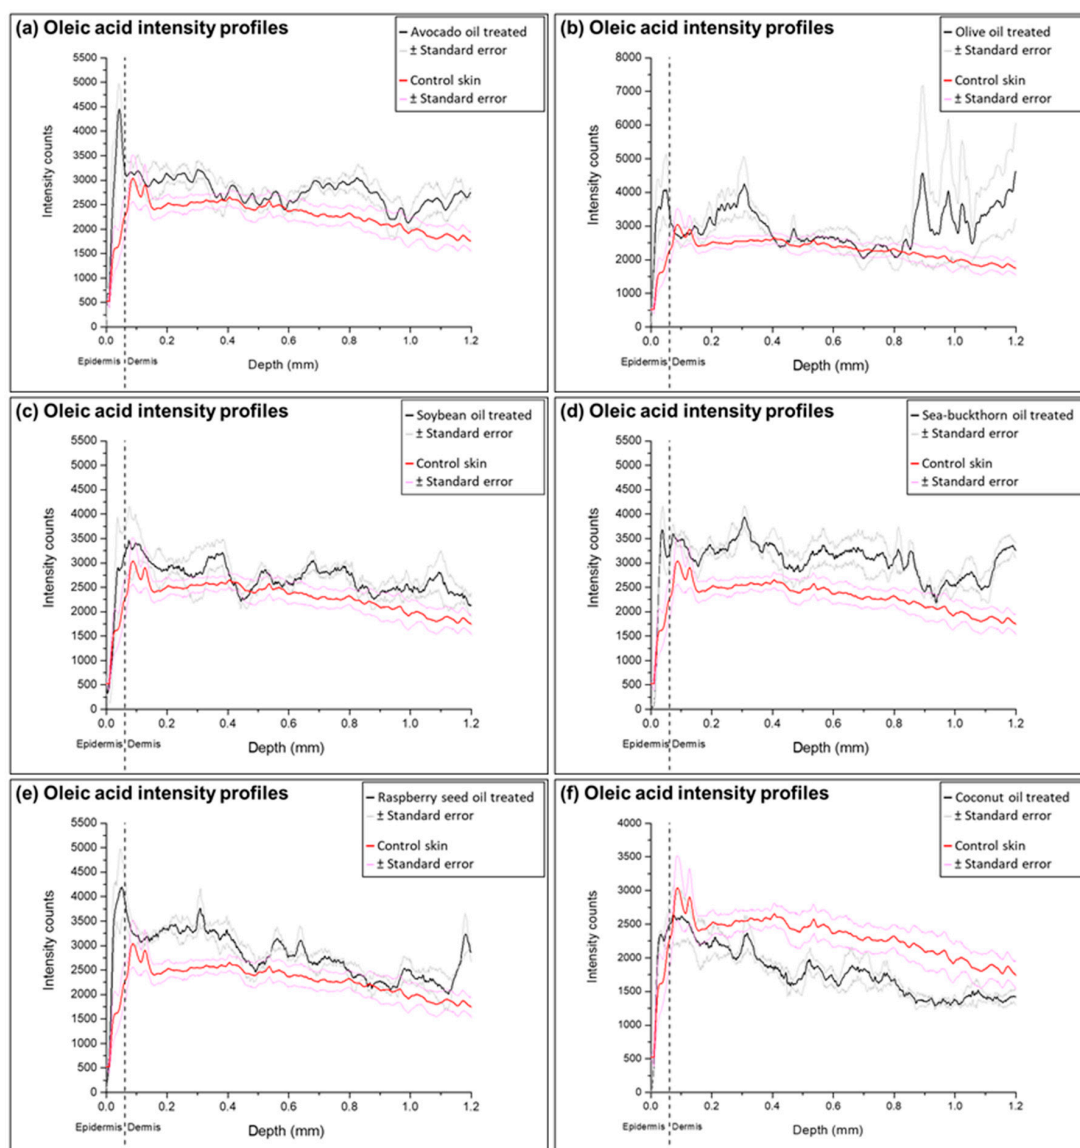 (a) Oleic acid intensity profiles
Avocado oil treated
± Standard error
Control skin
± Standard error
5500
5000
4500
4000
3500
3000
2500
2000
1500
1000
500
0
Intensity counts
0.0 0.2 0.4 0.6 0.8 1.0 1.2
Epidermis Dermis
Depth (mm)
(b) Oleic acid intensity profiles
Olive oil treated
± Standard error
Control skin
± Standard error
8000
7000
6000
5000
4000
3000
2000
1000
0
Intensity counts
0.0 0.2 0.4 0.6 0.8 1.0 1.2
Epidermis Dermis
Depth (mm)
(c) Oleic acid intensity profiles
Soybean oil treated
± Standard error
Control skin
± Standard error
5500
5000
4500
4000
3500
3000
2500
2000
1500
1000
500
0
Intensity counts
0.0 0.2 0.4 0.6 0.8 1.0 1.2
Epidermis Dermis
Depth (mm)
(d) Oleic acid intensity profiles
Sea-buckthorn oil treated
± Standard error
Control skin
± Standard error
5500
5000
4500
4000
3500
3000
2500
2000
1500
1000
500
0
Intensity counts
0.0 0.2 0.4 0.6 0.8 1.0 1.2
Epidermis Dermis
Depth (mm)
(e) Oleic acid intensity profiles
Raspberry seed oil treated
± Standard error
Control skin
± Standard error
5500
5000
4500
4000
3500
3000
2500
2000
1500
1000
500
0
Intensity counts
0.0 0.2 0.4 0.6 0.8 1.0 1.2
Epidermis Dermis
Depth (mm)
(f) Oleic acid intensity profiles
Coconut oil treated
± Standard error
Control skin
± Standard error
4000
3500
3000
2500
2000
1500
1000
500
0
Intensity counts
0.0 0.2 0.4 0.6 0.8 1.0 1.2
Epidermis Dermis
Depth (mm)